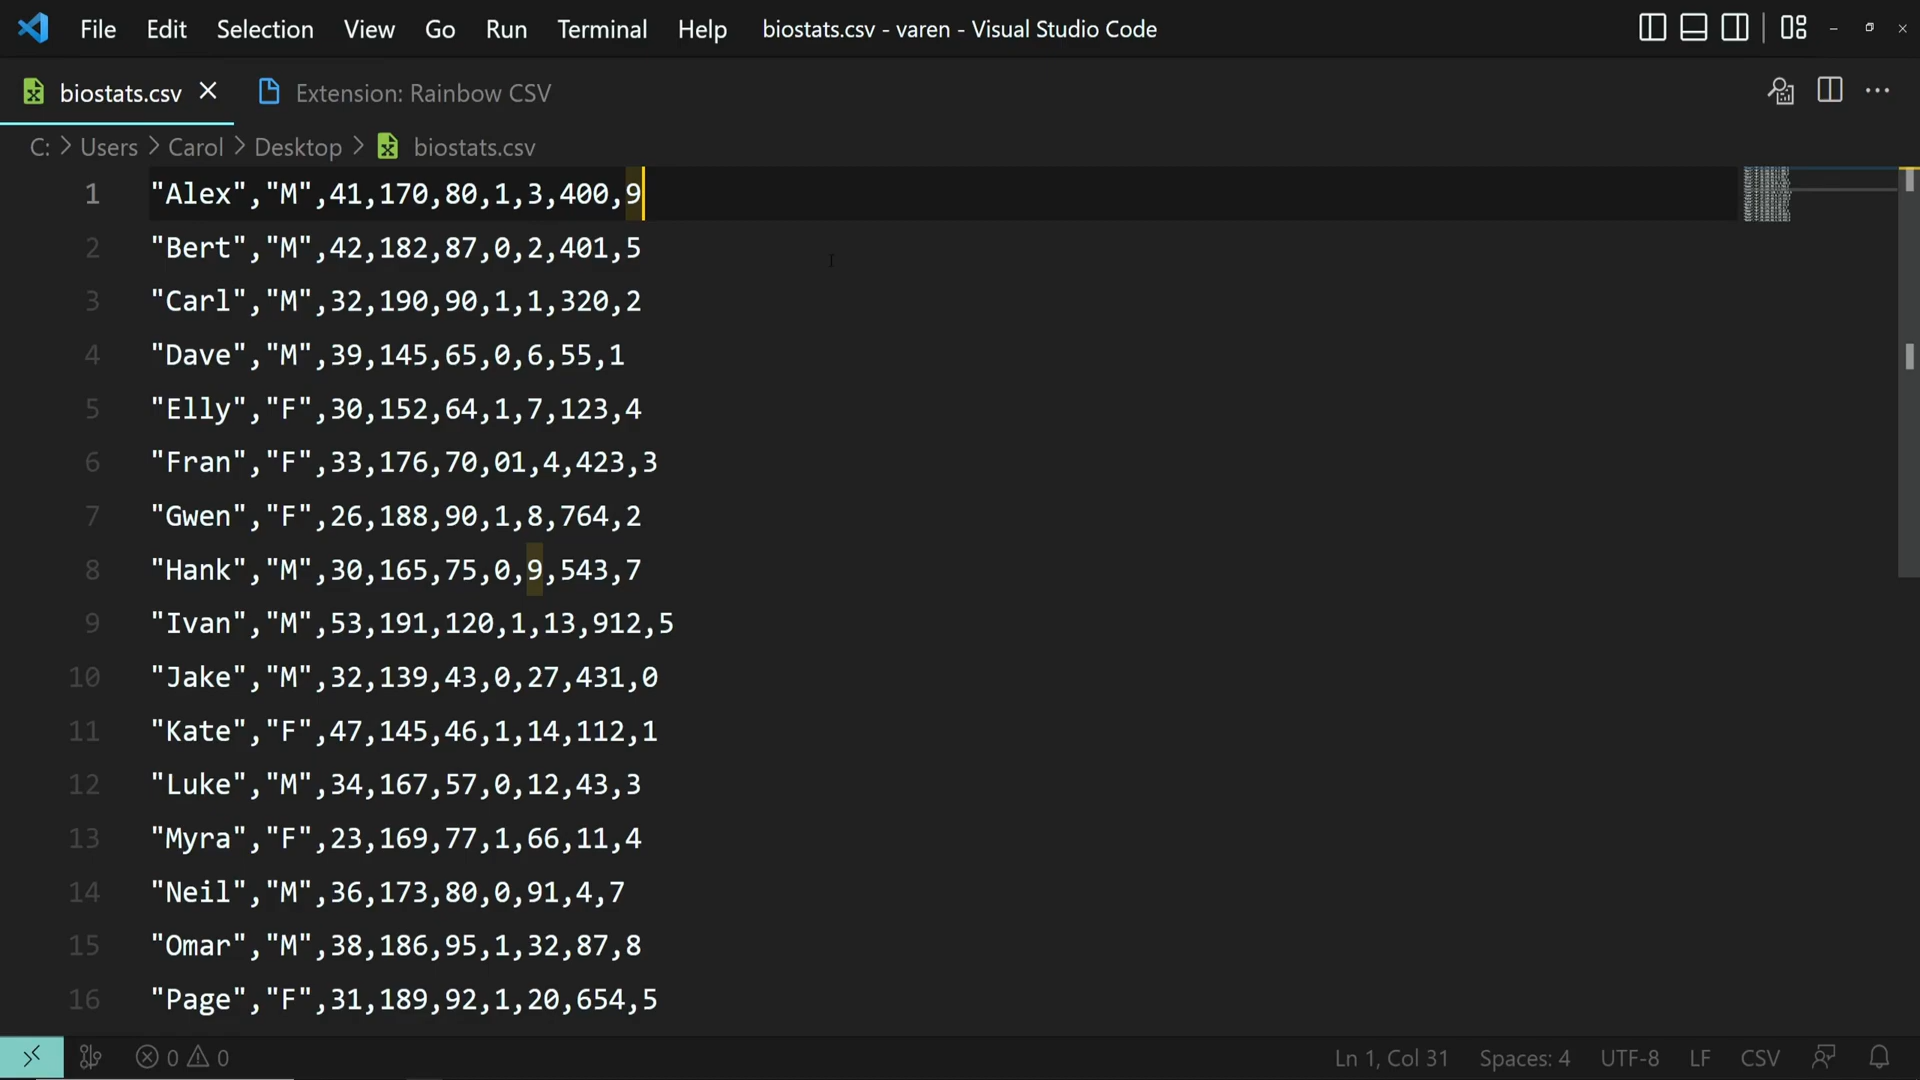 File Edit Selection View Go Run Terminal Help biostats.csv - varen - Visual Studio Code
biostats.csv Extension: Rainbow CSV
C: > Users > Carol > Desktop > biostats.csv
1 "Alex","M",41,170,80,1,3,400,9
2 "Bert","M",42,182,87,0,2,401,5
3 "Carl","M",32,190,90,1,1,320,2
4 "Dave","M",39,145,65,0,6,55,1
5 "Elly","F",30,152,64,1,7,123,4
6 "Fran","F",33,176,70,01,4,423,3
7 "Gwen","F",26,188,90,1,8,764,2
8 "Hank","M",30,165,75,0,9,543,7
9 "Ivan","M",53,191,120,1,13,912,5
10 "Jake","M",32,139,43,0,27,431,0
11 "Kate","F",47,145,46,1,14,112,1
12 "Luke","M",34,167,57,0,12,43,3
13 "Myra","F",23,169,77,1,66,11,4
14 "Neil","M",36,173,80,0,91,4,7
15 "Omar","M",38,186,95,1,32,87,8
16 "Page","F",31,189,92,1,20,654,5
0 0 Ln 1, Col 31 Spaces: 4 UTF-8 LF CSV